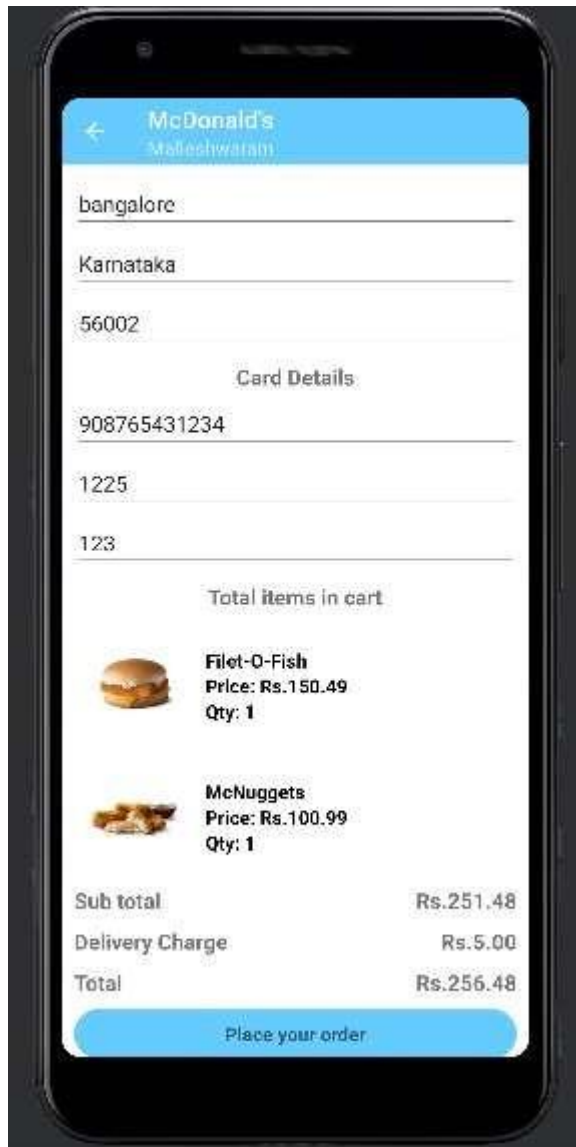 McDonald's
Malleshwaram
bangalore
Karnataka
56002
Card Details
908765431234
1225
123
Total items in cart
Filet-O-Fish
Price: Rs.150.49
Qty: 1
McNuggets
Price: Rs.100.99
Qty: 1
Sub total Rs.251.48
Delivery Charge Rs.5.00
Total Rs.256.48
Place your order